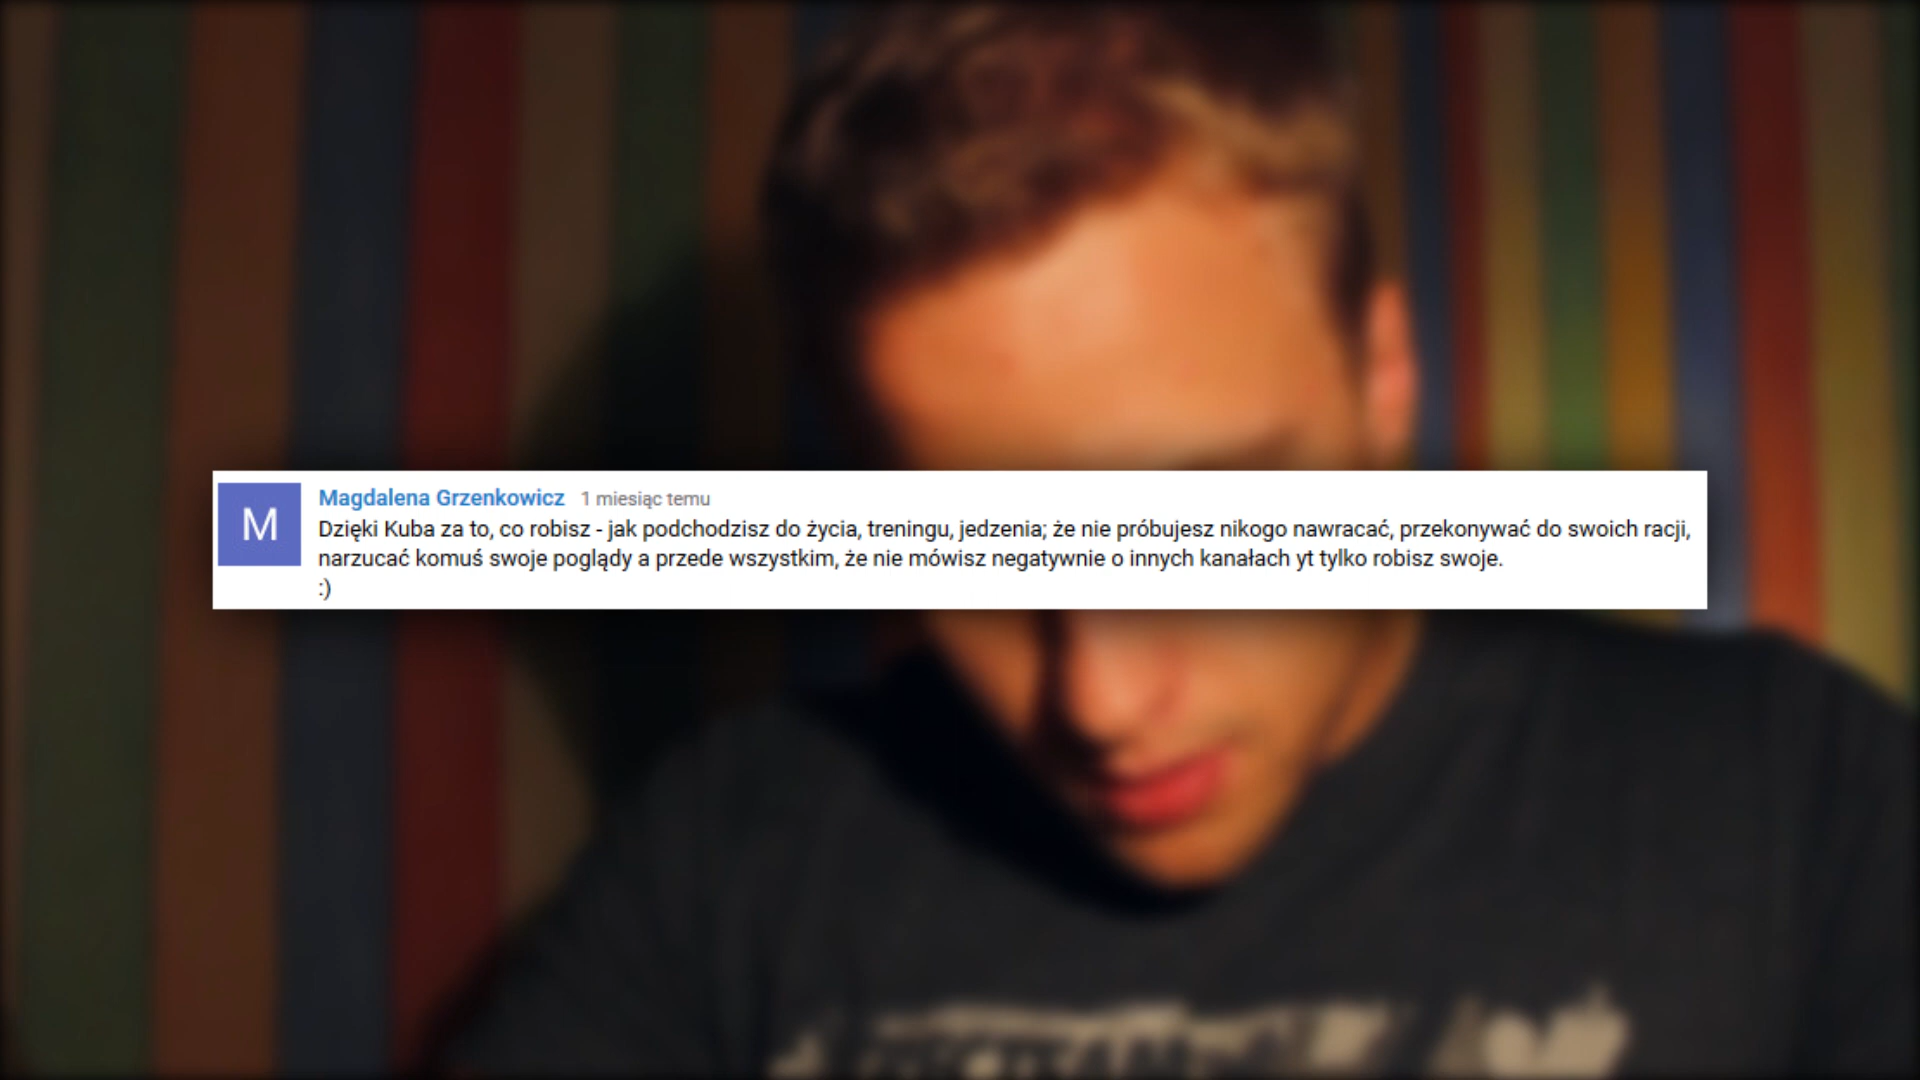 M
Magdalena Grzenkowicz 1 miesiąc temu
Dzięki Kuba za to, co robisz - jak podchodzisz do życia, treningu, jedzenia; że nie próbujesz nikogo nawracać, przekonywać do swoich racji,
narzucać komuś swoje poglądy a przede wszystkim, że nie mówisz negatywnie o innych kanałach yt tylko robisz swoje.
:)